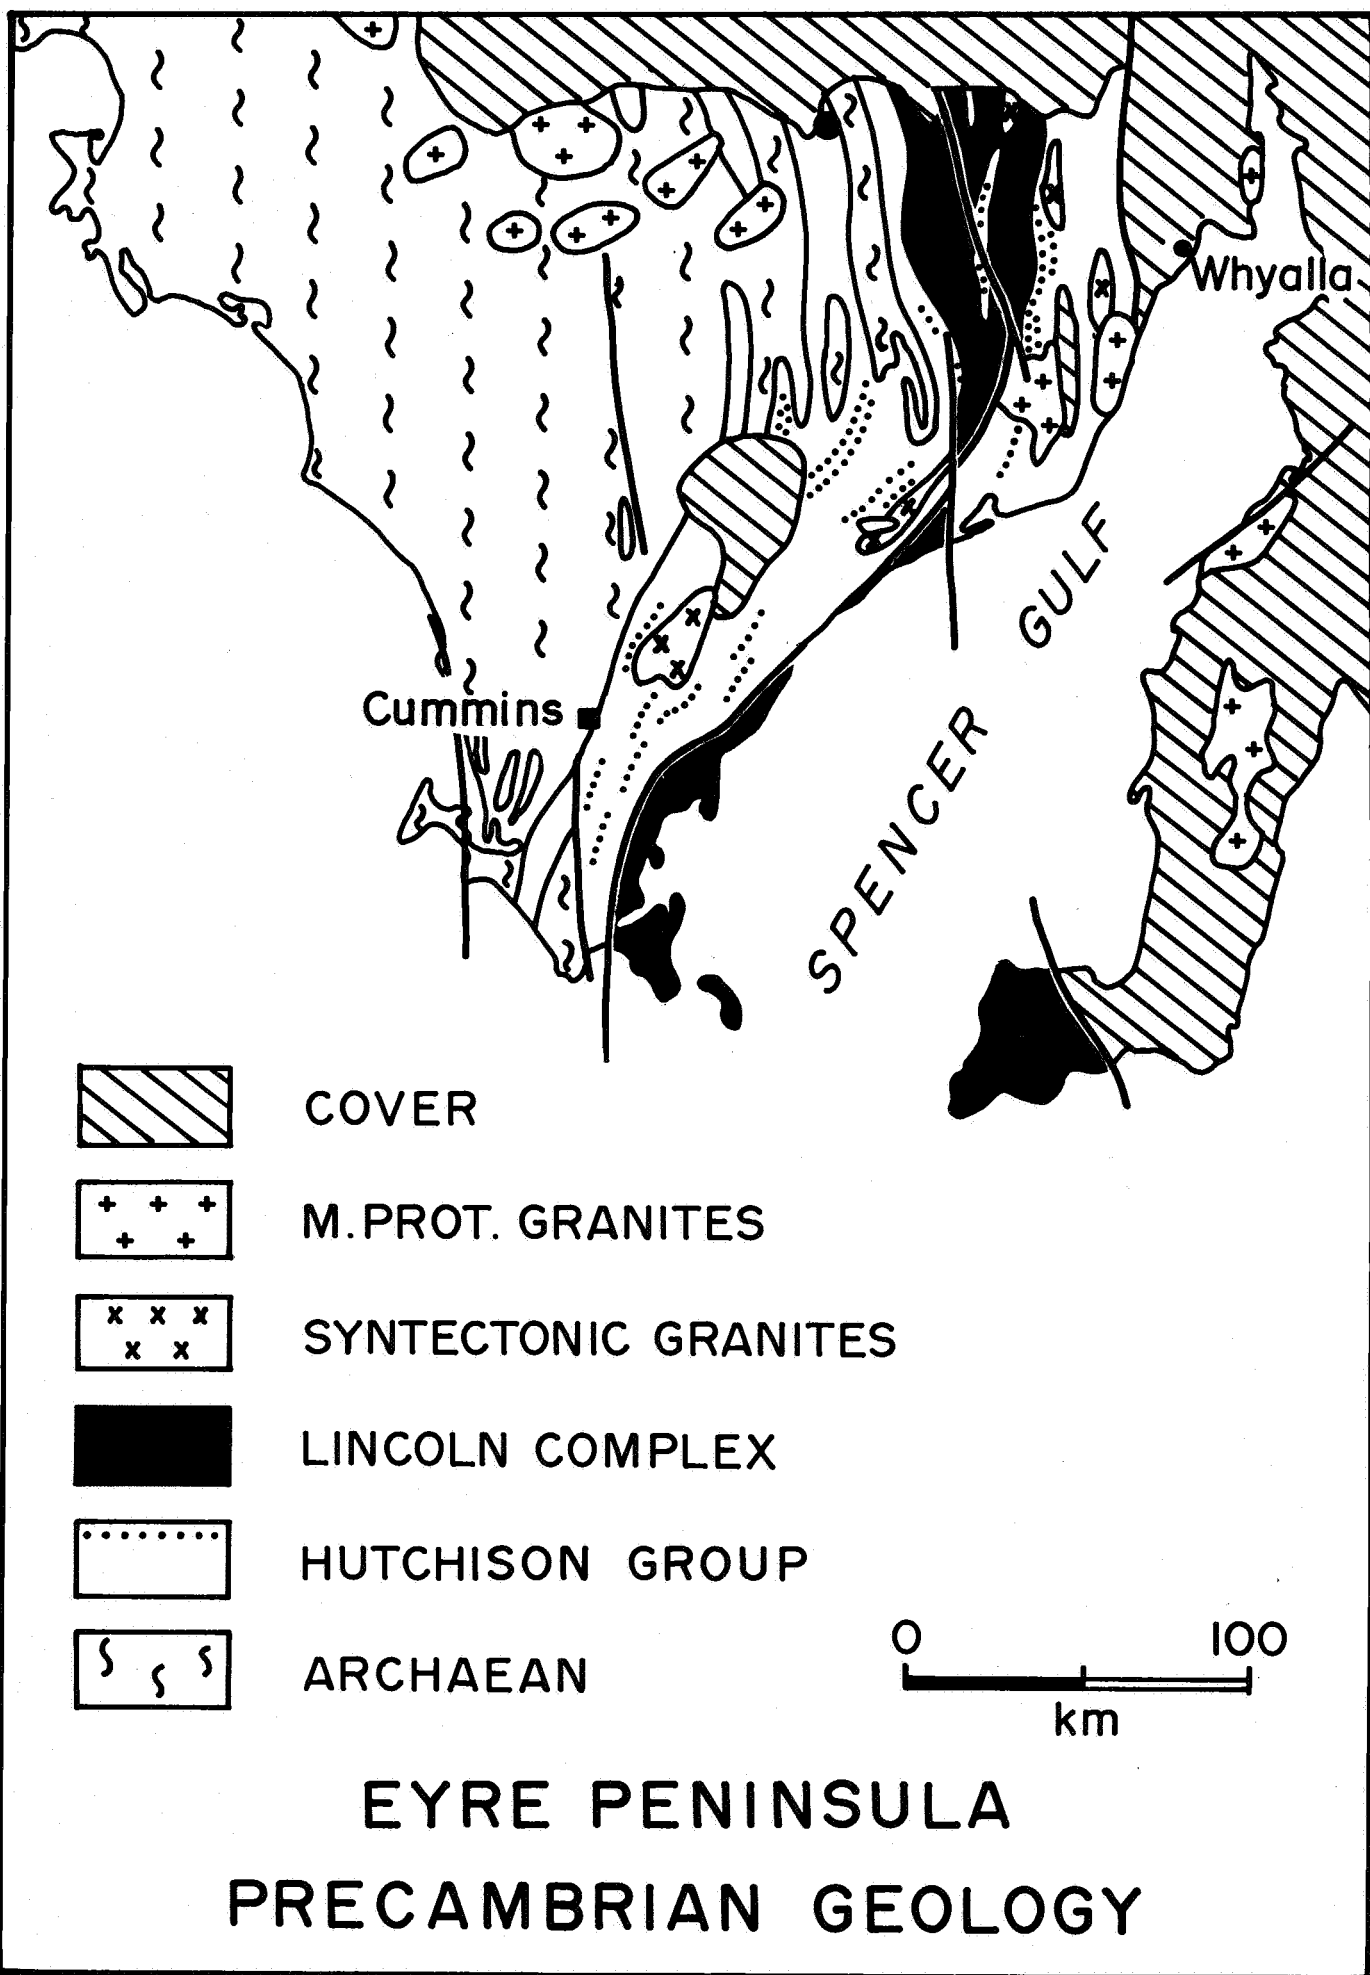 Whyalla
GULF
SPENCER
Cummins
COVER
M. PROT. GRANITES
SYNTECTONIC GRANITES
LINCOLN COMPLEX
HUTCHISON GROUP
ARCHAEAN
0 100
km
EYRE PENINSULA
PRECAMBRIAN GEOLOGY